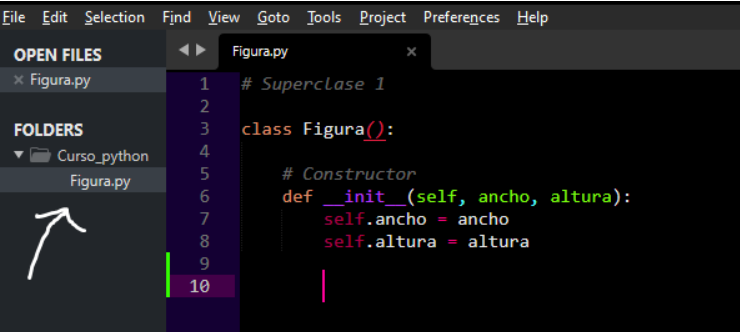 File Edit Selection Find View Goto Tools Project Preferences Help
OPEN FILES
× Figura.py
FOLDERS
Curso_python
Figura.py
Figura.py ×
1 # Superclase 1
2
3 class Figura():
4
5 # Constructor
6 def __init__(self, ancho, altura):
7 self.ancho = ancho
8 self.altura = altura
9
10